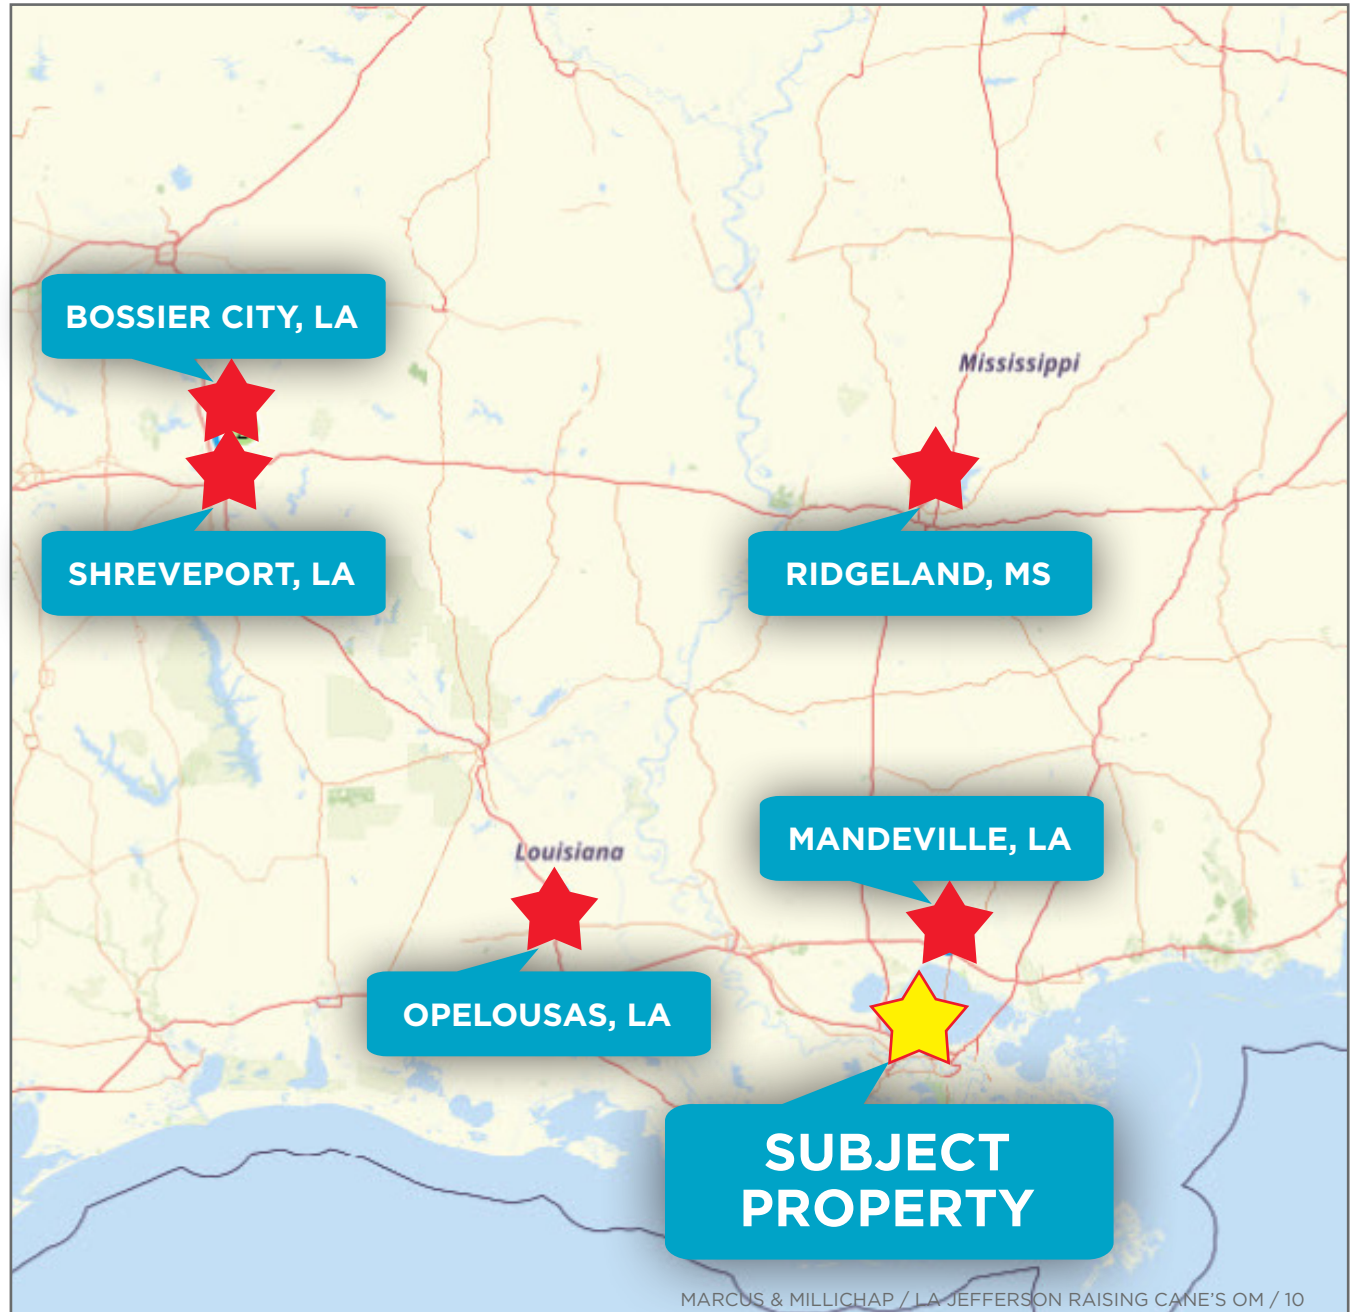 BOSSIER CITY, LA
Mississippi
SHREVEPORT, LA
RIDGELAND, MS
MANDEVILLE, LA
Louisiana
OPELOUSAS, LA
SUBJECT
PROPERTY
MARCUS & MILLICHAP / LA JEFFERSON RAISING CANE'S OM / 10